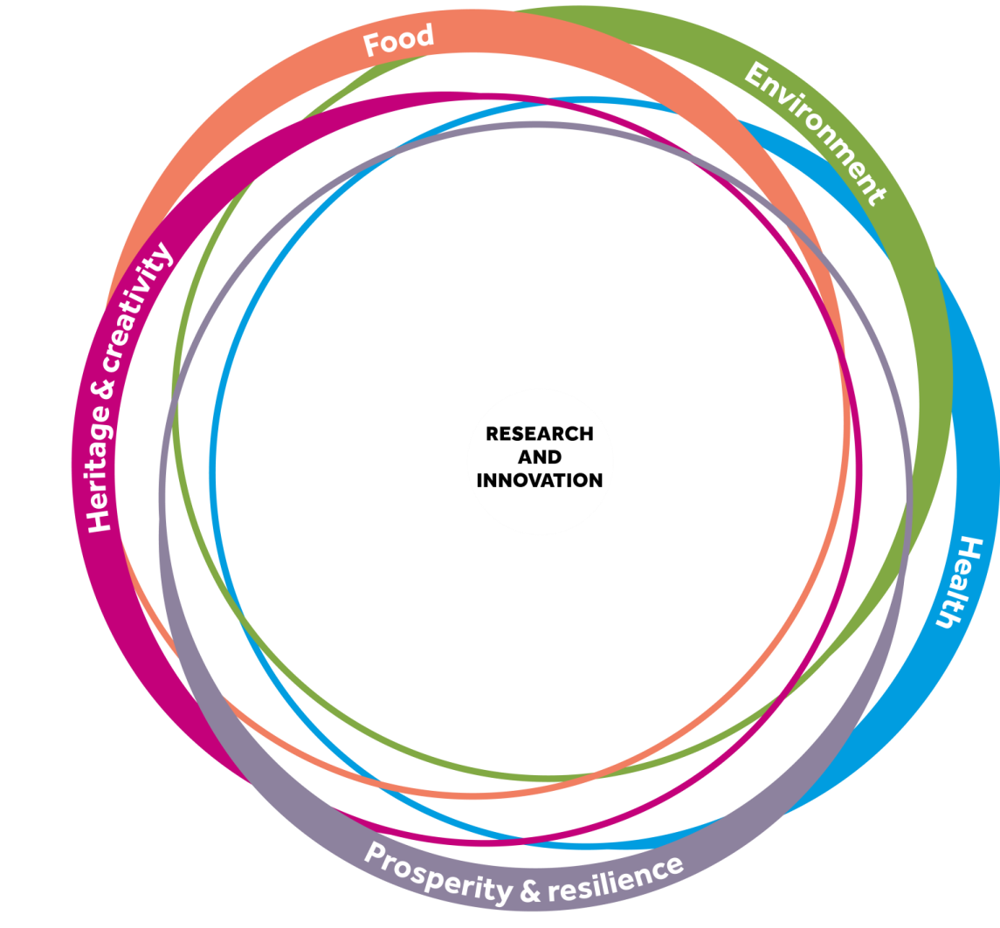 Food
Environment
Heritage & creativity
RESEARCH
AND
INNOVATION
Health
Prosperity & resilience